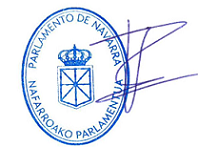 PARLAMENTO DE NAVARRA
NAFARROAKO PARLAMENTUA